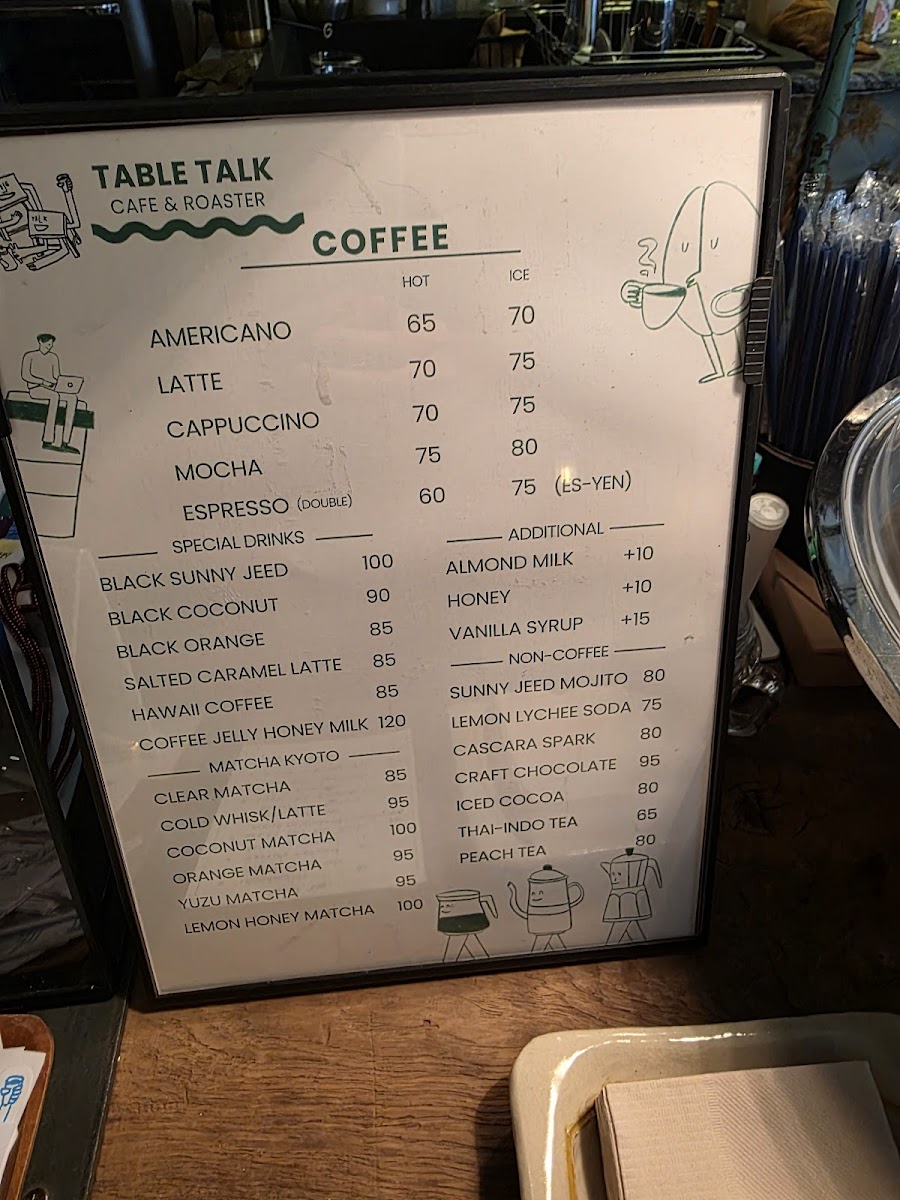 TABLE TALK
CAFE & ROASTER
COFFEE
HOT ICE
AMERICANO 65 70
LATTE 70 75
CAPPUCCINO 70 75
MOCHA 75 80
ESPRESSO (DOUBLE) 60 75 (ES-YEN)
SPECIAL DRINKS
BLACK SUNNY JEED 100
BLACK COCONUT 90
BLACK ORANGE 85
SALTED CARAMEL LATTE 85
HAWAII COFFEE 85
COFFEE JELLY HONEY MILK 120
MATCHA KYOTO
CLEAR MATCHA 85
COLD WHISK/LATTE 95
COCONUT MATCHA 100
ORANGE MATCHA 95
YUZU MATCHA 95
LEMON HONEY MATCHA 100
ADDITIONAL
ALMOND MILK +10
HONEY +10
VANILLA SYRUP +15
NON-COFFEE
SUNNY JEED MOJITO 80
LEMON LYCHEE SODA 75
CASCARA SPARK 80
CRAFT CHOCOLATE 95
ICED COCOA 80
THAI-INDO TEA 65
PEACH TEA 80